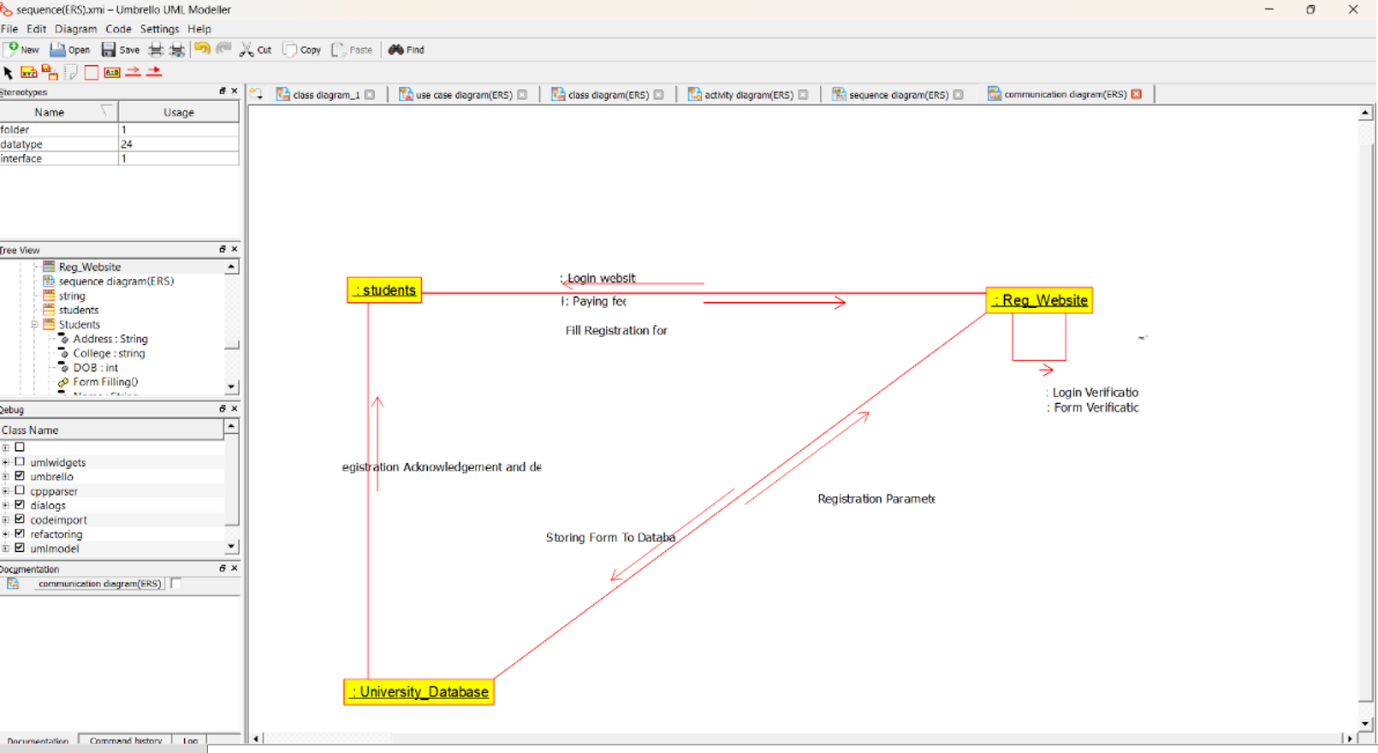 sequence(ERS).xmi – Umbrello UML Modeller
File Edit Diagram Code Settings Help
New Open Save Cut Copy Paste Find
Stereotypes
class diagram_1 use case diagram(ERS) class diagram(ERS) activity diagram(ERS) sequence diagram(ERS) communication diagram(ERS)
Name Usage
folder 1
datatype 24
interface 1
Tree View
Reg_Website
sequence diagram(ERS)
string
students
Students
Address : String
College : string
DOB : int
Form Filling()
Debug
Class Name
umlwidgets
umbrello
cppparser
dialogs
codeimport
refactoring
umlmodel
Documentation
communication diagram(ERS)
Documentation Command history Log
: Login websit
: students
: Paying fee
: Reg_Website
Fill Registration for
: Login Verificatio
: Form Verificatic
egistration Acknowledgement and de
Registration Paramete
Storing Form To Databa
: University_Database